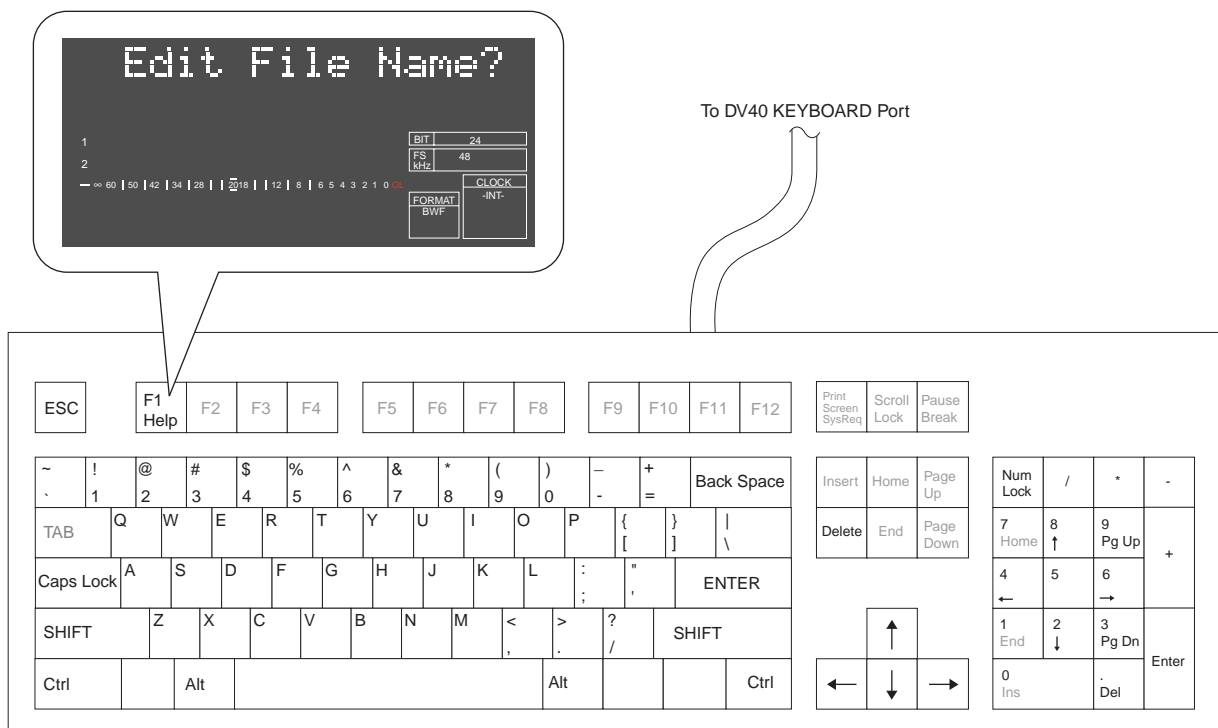 Edit File Name?
To DV40 KEYBOARD Port
1
BIT 24
2
FS kHz 48
— ∞ 60 50 42 34 28 20 18 12 8 6 5 4 3 2 1 0 OL
CLOCK
-INT-
FORMAT
BWF
ESC F1 Help F2 F3 F4 F5 F6 F7 F8 F9 F10 F11 F12 Print Screen SysReq Scroll Lock Pause Break
~ ` ! 1 @ 2 # 3 $ 4 % 5 ^ 6 & 7 * 8 ( 9 ) 0 _ - + = Back Space Insert Home Page Up Num Lock / * -
TAB Q W E R T Y U I O P { [ } ] | \ Delete End Page Down 7 Home 8 ↑ 9 Pg Up +
Caps Lock A S D F G H J K L : ; " ' ENTER 4 ← 5 6 →
SHIFT Z X C V B N M < , > . ? / SHIFT ↑ 1 End 2 ↓ 3 Pg Dn Enter
Ctrl Alt Alt Ctrl ← ↓ → 0 Ins . Del